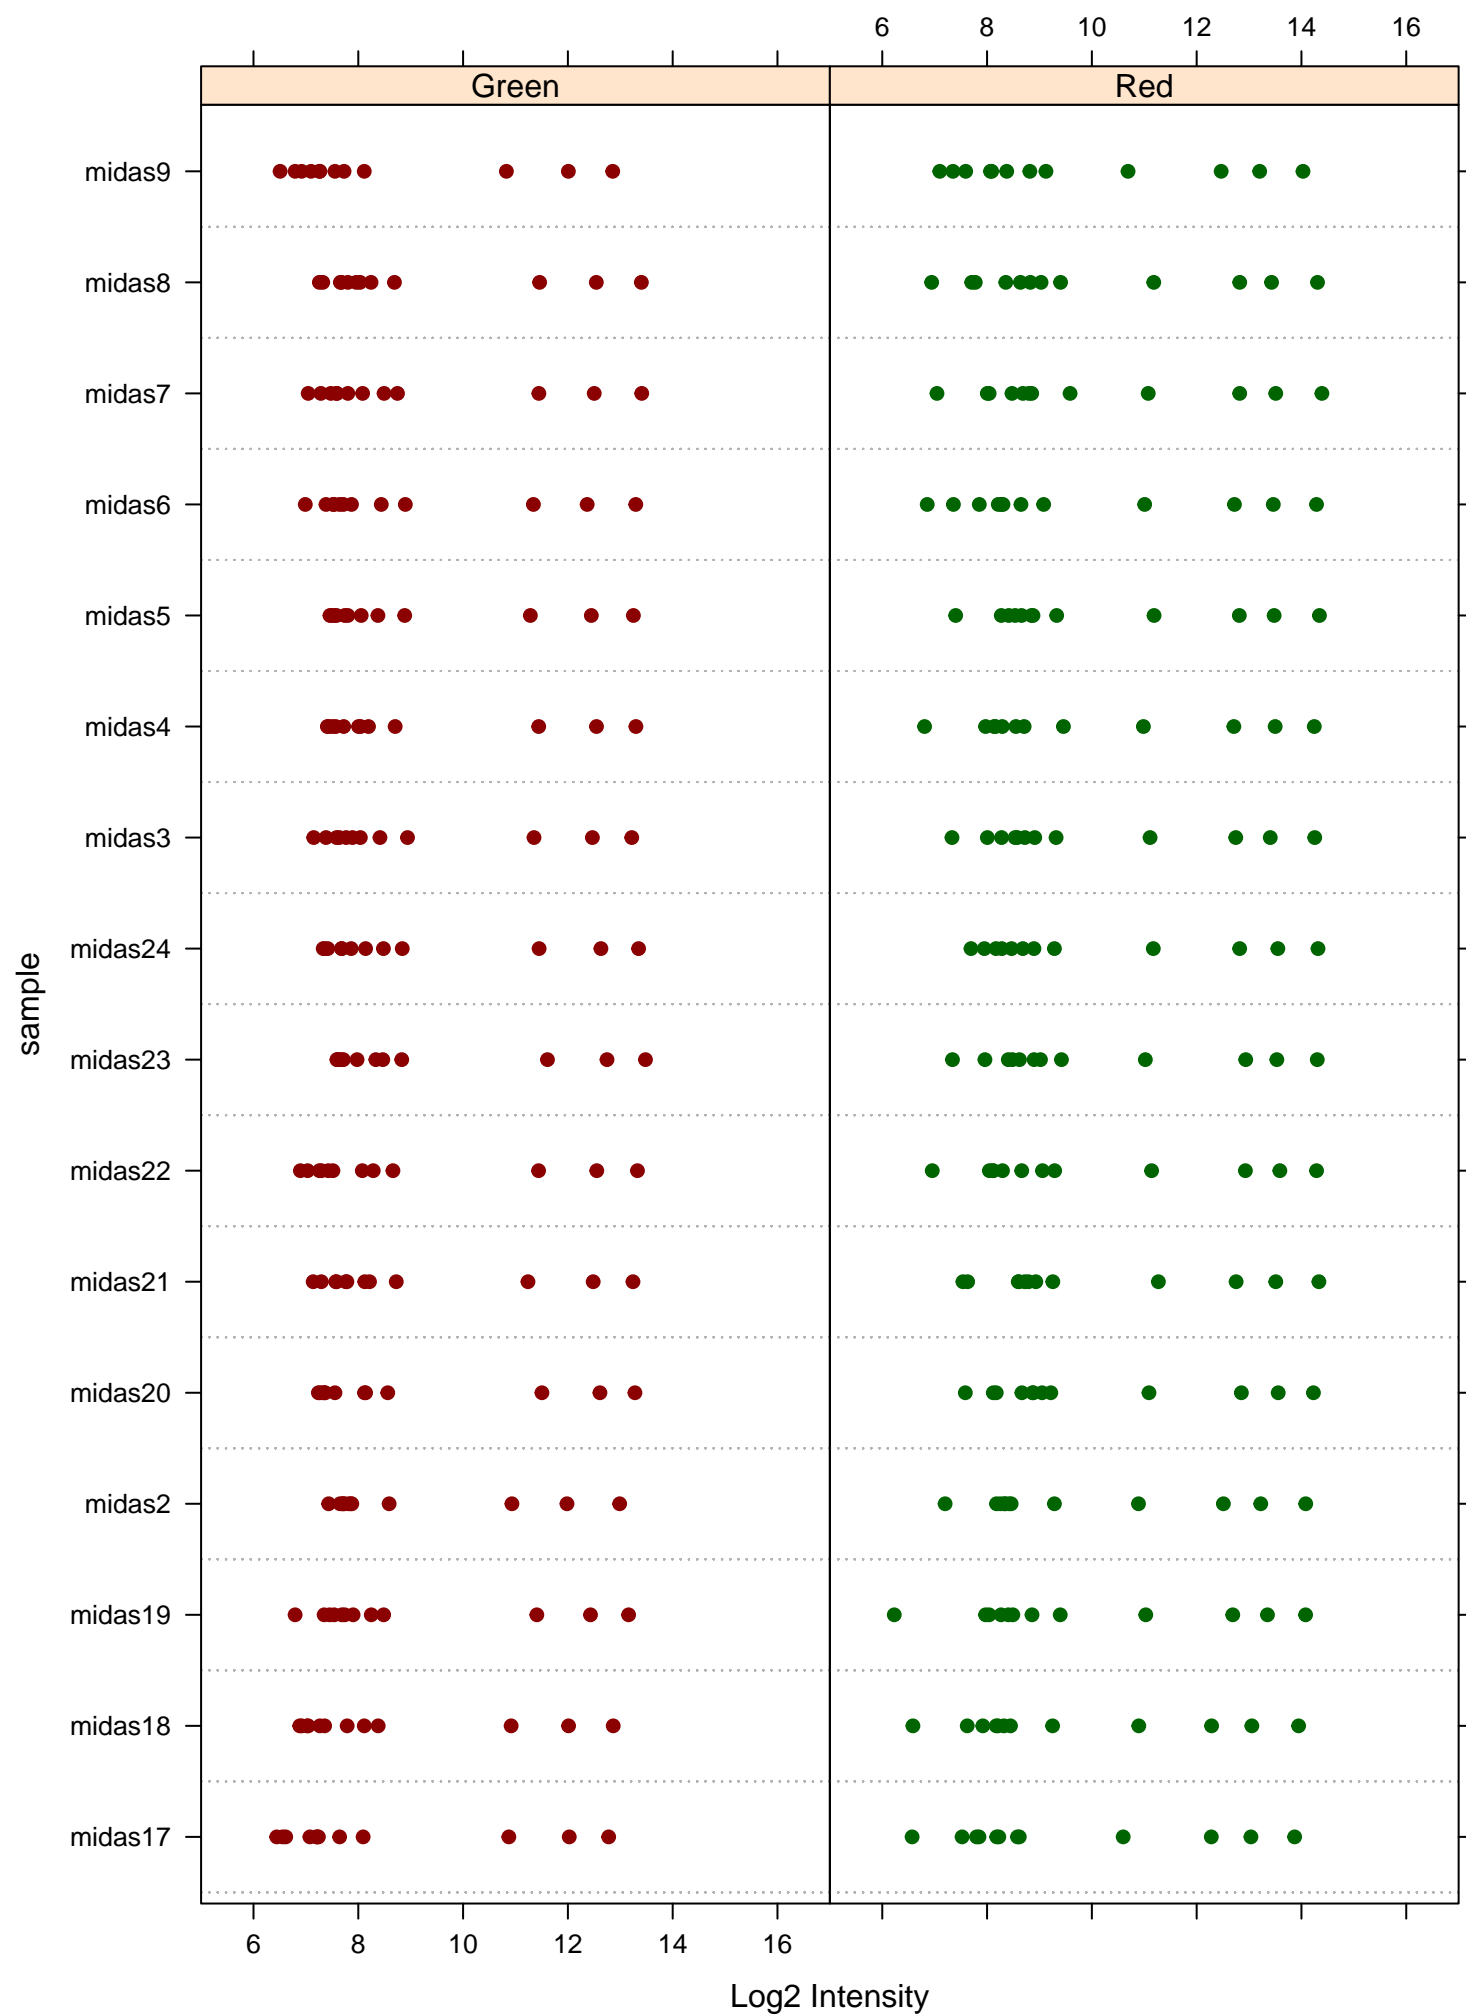 6 8 10 12 14 16
Green Red
midas9
midas8
midas7
midas6
midas5
midas4
midas3
midas24
midas23
midas22
midas21
midas20
midas2
midas19
midas18
midas17
sample
6 8 10 12 14 16
Log2 Intensity